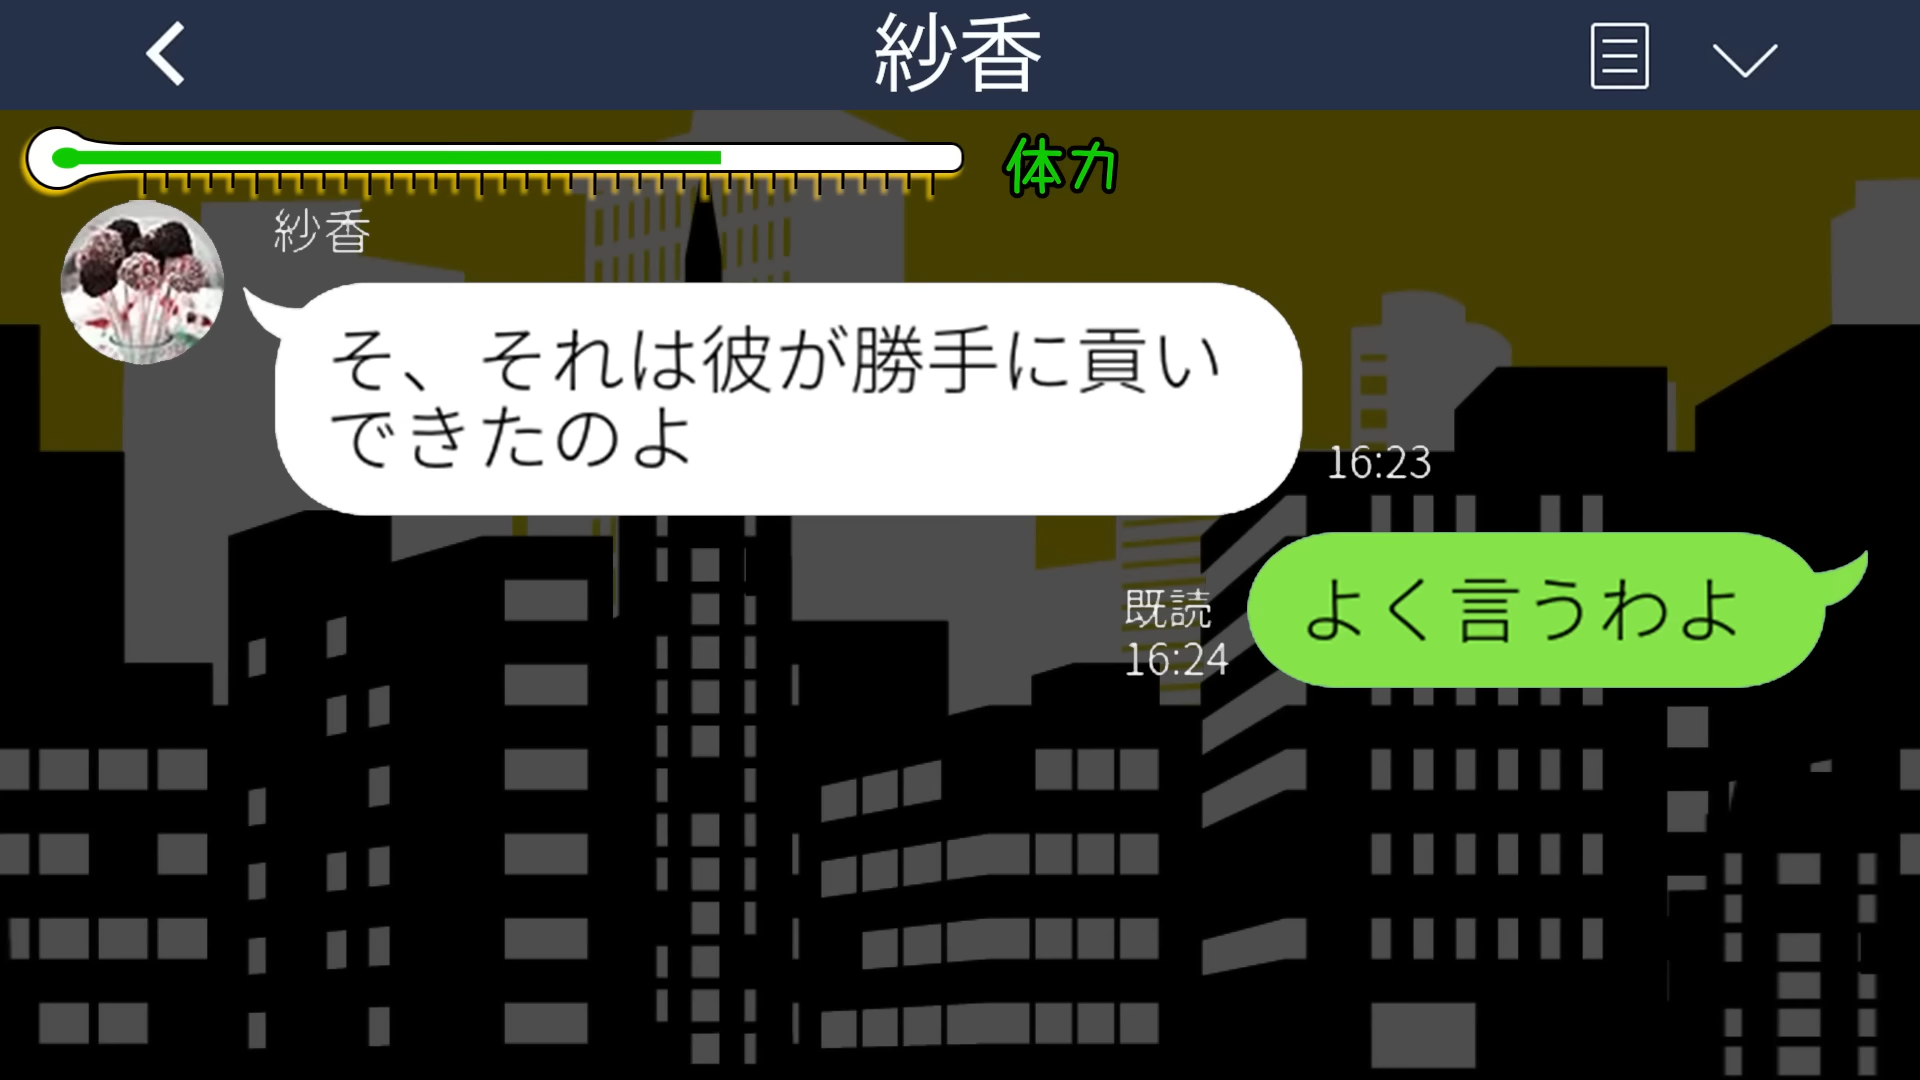 紗香
体力
紗香
そ、それは彼が勝手に貢い
できたのよ
16:23
よく言うわよ
既読
16:24